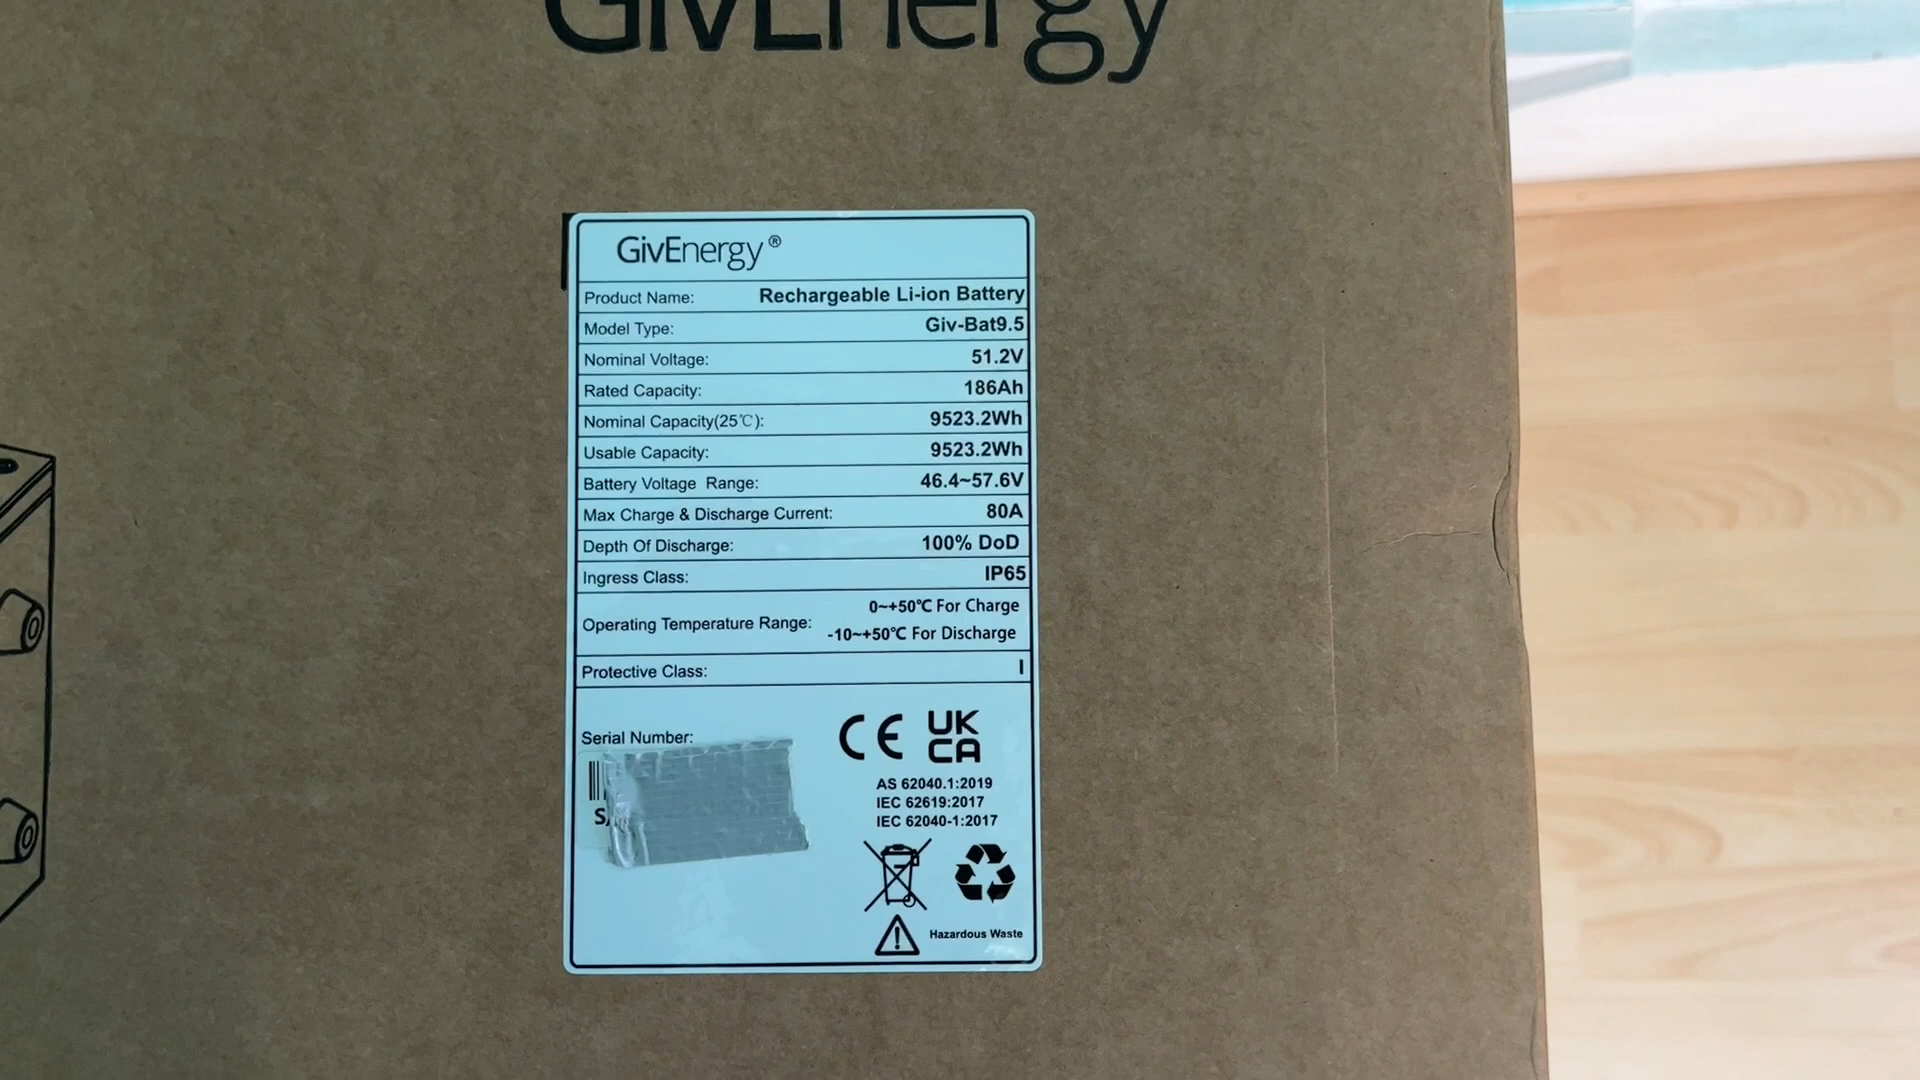 GivEnergy
GivEnergy®
Product Name: Rechargeable Li-ion Battery
Model Type: Giv-Bat9.5
Nominal Voltage: 51.2V
Rated Capacity: 186Ah
Nominal Capacity(25℃): 9523.2Wh
Usable Capacity: 9523.2Wh
Battery Voltage Range: 46.4~57.6V
Max Charge & Discharge Current: 80A
Depth Of Discharge: 100% DoD
Ingress Class: IP65
Operating Temperature Range: 0~+50℃ For Charge
-10~+50℃ For Discharge
Protective Class: I
Serial Number:
CE UK CA
AS 62040.1:2019
IEC 62619:2017
IEC 62040-1:2017
Hazardous Waste